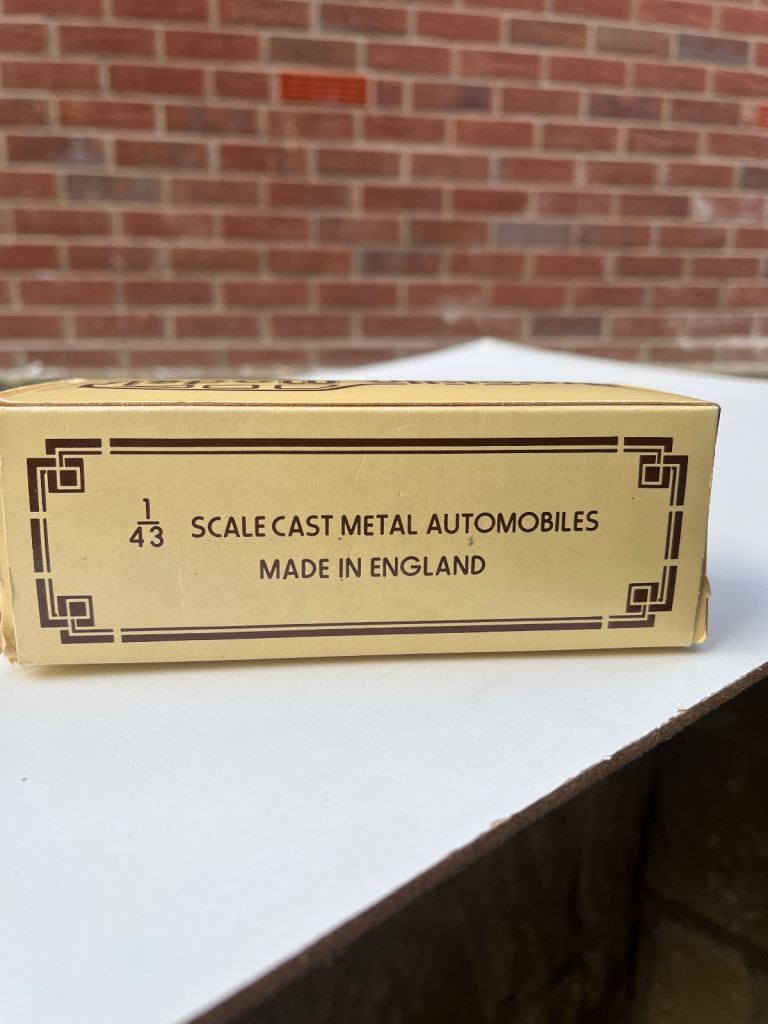 1/43 SCALE CAST METAL AUTOMOBILES
MADE IN ENGLAND